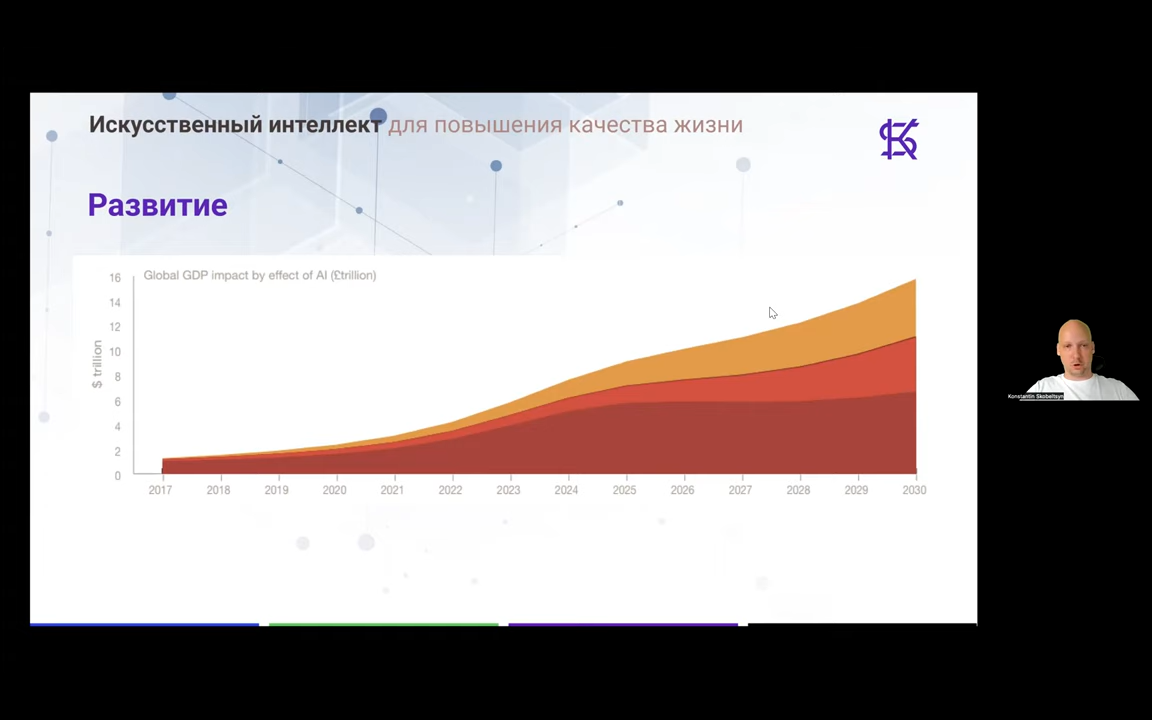 Искусственный интеллект для повышения качества жизни
Развитие
Global GDP impact by effect of AI (£trillion)
$ trillion
16
14
12
10
8
6
4
2
0
2017 2018 2019 2020 2021 2022 2023 2024 2025 2026 2027 2028 2029 2030
Konstantin Skobeltsyn